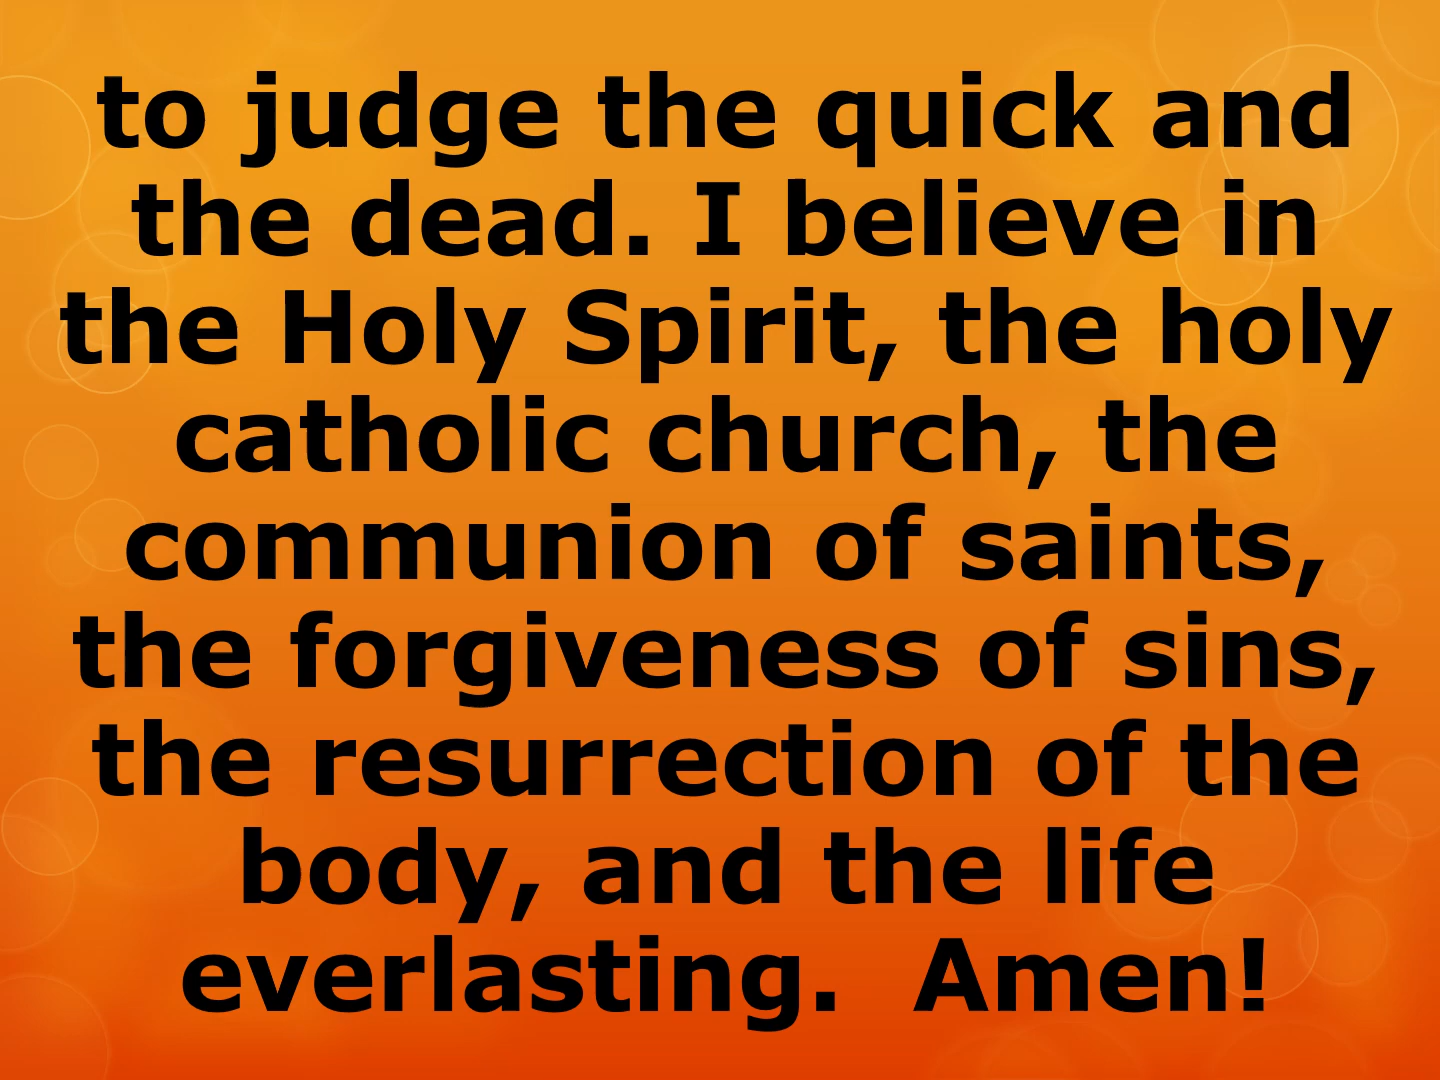 to judge the quick and
the dead. I believe in
the Holy Spirit, the holy
catholic church, the
communion of saints,
the forgiveness of sins,
the resurrection of the
body, and the life
everlasting.  Amen!